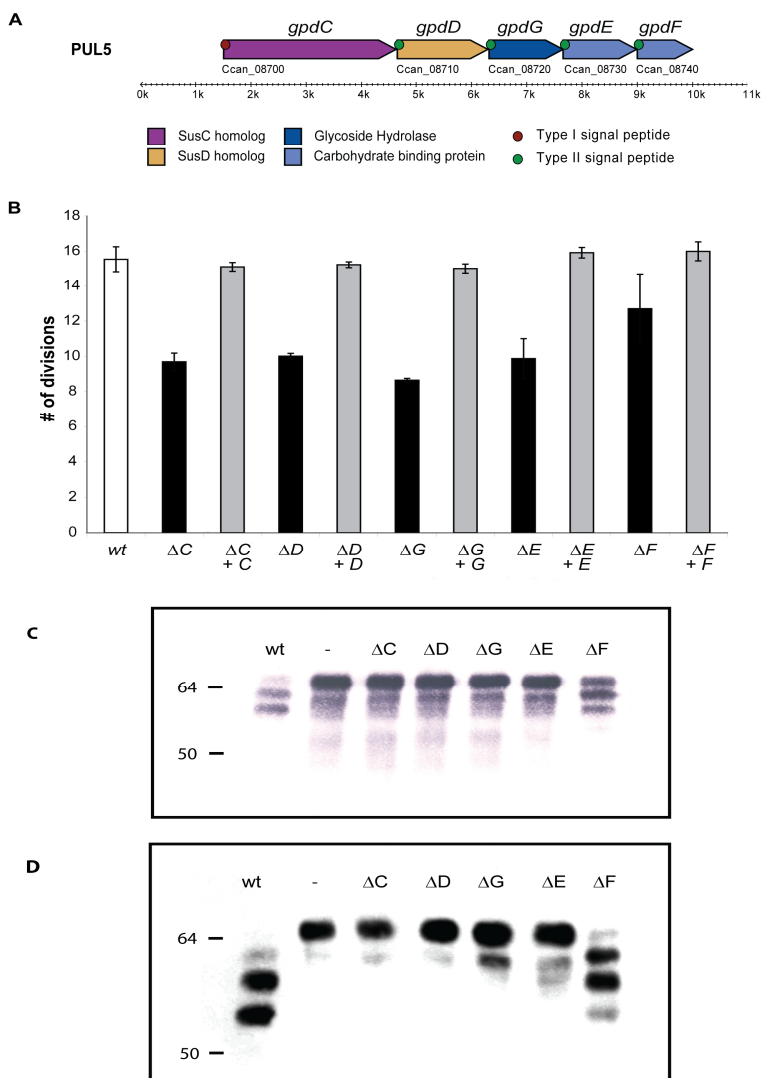 A
gpdC gpdD gpdG gpdE gpdF
PUL5
Ccan_08700 Ccan_08710 Ccan_08720 Ccan_08730 Ccan_08740
0k 1k 2k 3k 4k 5k 6k 7k 8k 9k 10k 11k
SusC homolog Glycoside Hydrolase Type I signal peptide
SusD homolog Carbohydrate binding protein Type II signal peptide
B
# of divisions
18
16
14
12
10
8
6
4
2
0
wt ΔC ΔC ΔD ΔD ΔG ΔG ΔE ΔE ΔF ΔF
+ C + D + G + E + F
C
wt - ΔC ΔD ΔG ΔE ΔF
64
50
D
wt - ΔC ΔD ΔG ΔE ΔF
64
50